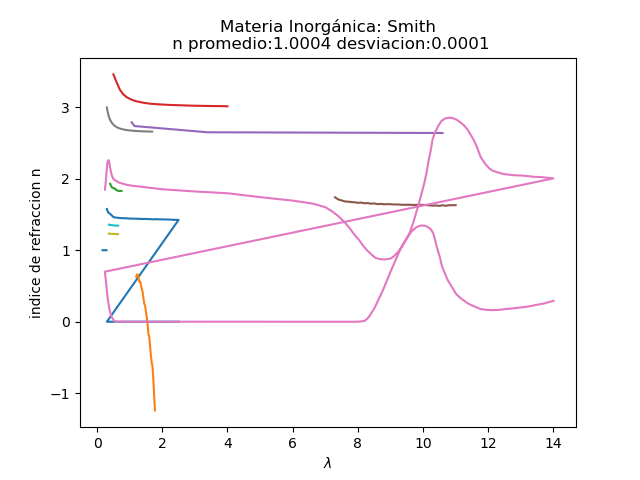 Materia Inorgánica: Smith
n promedio:1.0004 desviacion:0.0001
indice de refraccion n
3
2
1
0
−1
0 2 4 6 8 10 12 14
λ